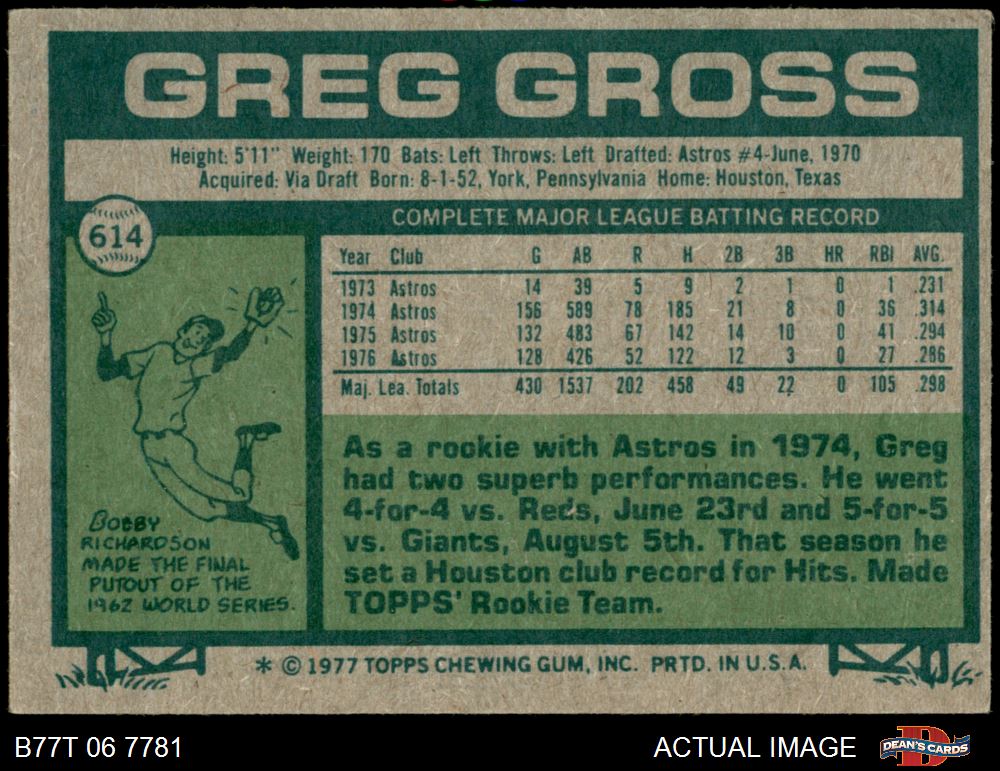 GREG GROSS
Height: 5'11" Weight: 170 Bats: Left Throws: Left Drafted: Astros #4-June, 1970
Acquired: Via Draft Born: 8-1-52, York, Pennsylvania Home: Houston, Texas
614
COMPLETE MAJOR LEAGUE BATTING RECORD
Year Club G AB R H 2B 3B HR RBI AVG.
1973 Astros 14 39 5 9 2 1 0 1 .231
1974 Astros 156 589 78 185 21 8 0 36 .314
1975 Astros 132 483 67 142 14 10 0 41 .294
1976 Astros 128 426 52 122 12 3 0 27 .286
Maj. Lea. Totals 430 1537 202 458 49 22 0 105 .298
BOBBY
RICHARDSON
MADE THE FINAL
PUTOUT OF THE
1962 WORLD SERIES.
As a rookie with Astros in 1974, Greg
had two superb performances. He went
4-for-4 vs. Reds, June 23rd and 5-for-5
vs. Giants, August 5th. That season he
set a Houston club record for Hits. Made
TOPPS' Rookie Team.
* © 1977 TOPPS CHEWING GUM, INC. PRTD. IN U.S.A.
B77T 06 7781
ACTUAL IMAGE
D
DEAN'S CARDS